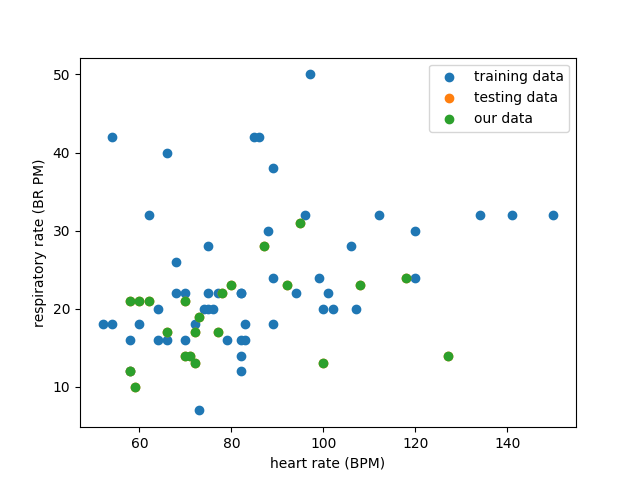 training data
testing data
our data
50
40
30
20
10
respiratory rate (BR PM)
60
80
100
120
140
heart rate (BPM)